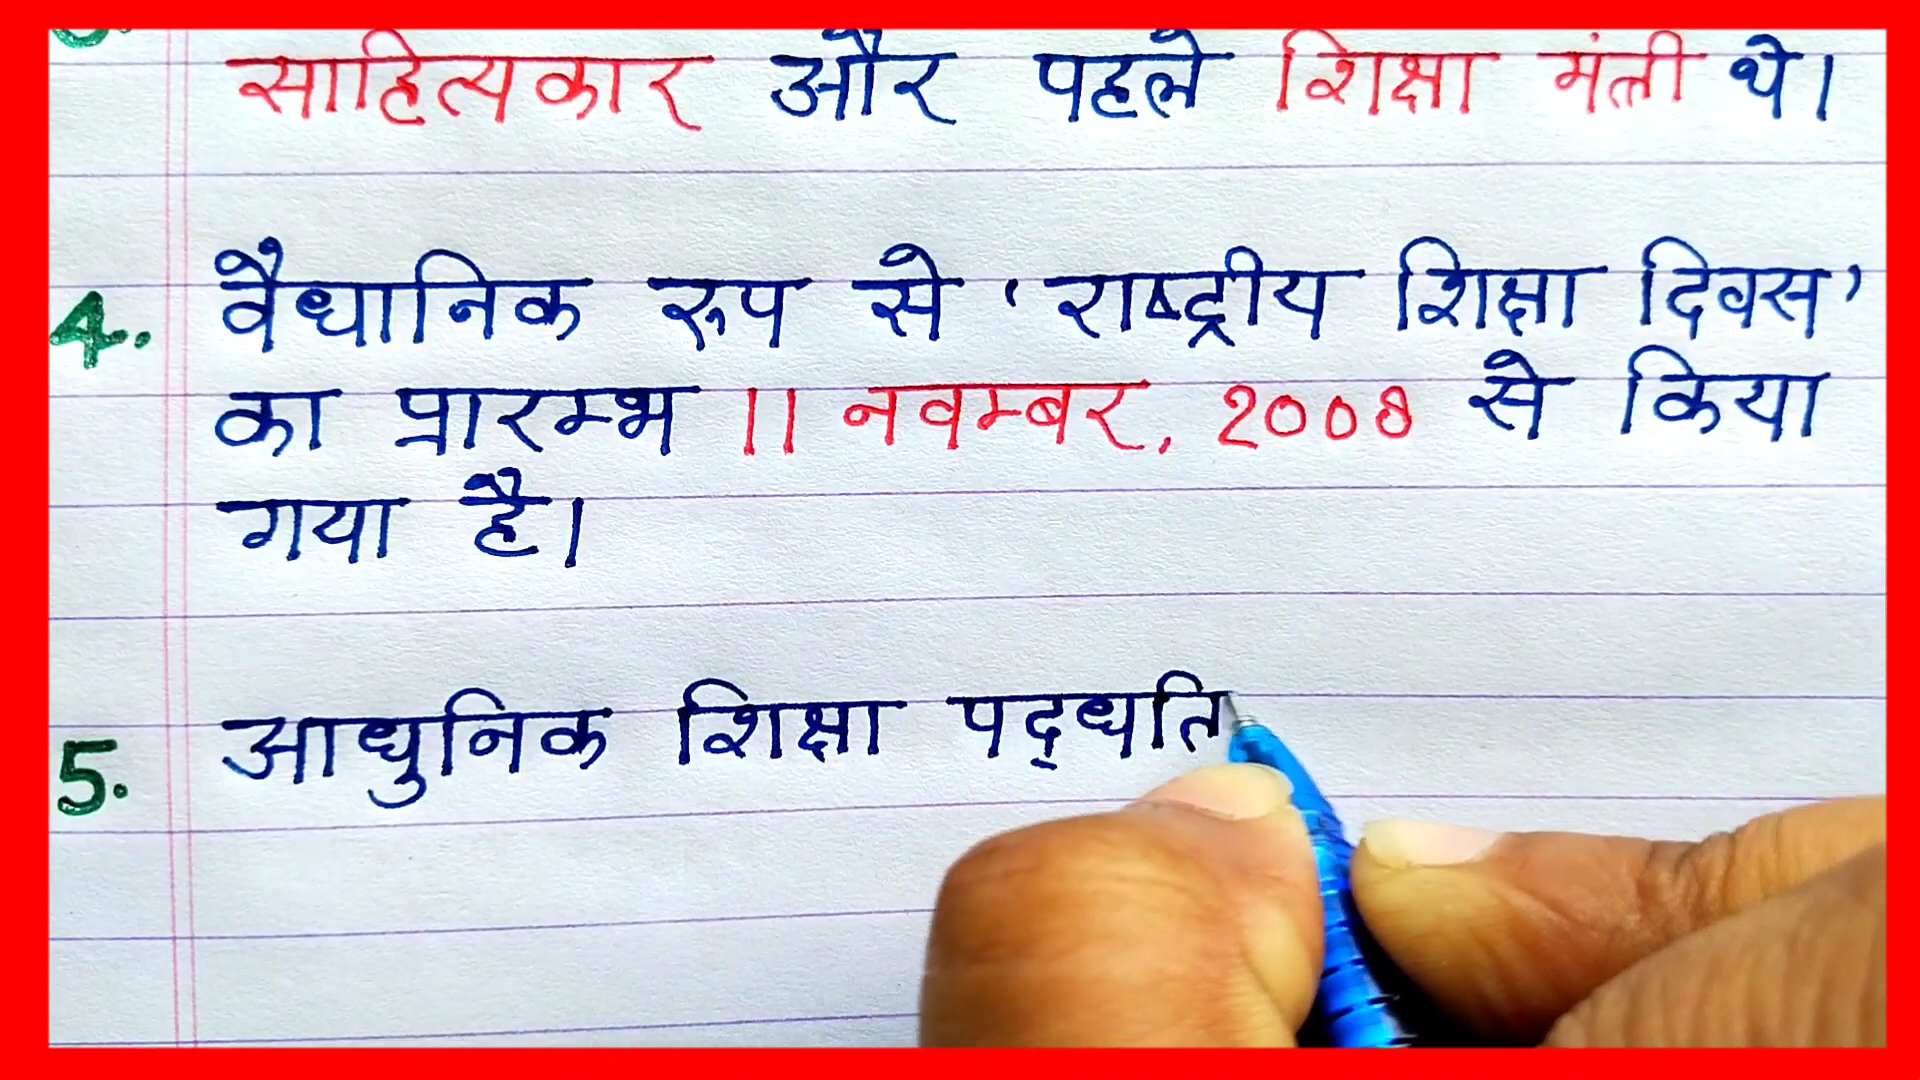 साहित्यकार और पहले शिक्षा मंत्री थे।
4. वैधानिक रूप से 'राष्ट्रीय शिक्षा दिवस'
का प्रारम्भ 11 नवम्बर, 2008 से किया
गया है।
5. आधुनिक शिक्षा पद्धति